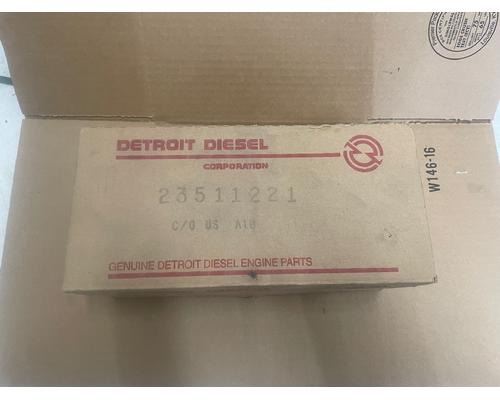 DETROIT DIESEL
CORPORATION
23511221
C/O US A10
GENUINE DETROIT DIESEL ENGINE PARTS
W146-16